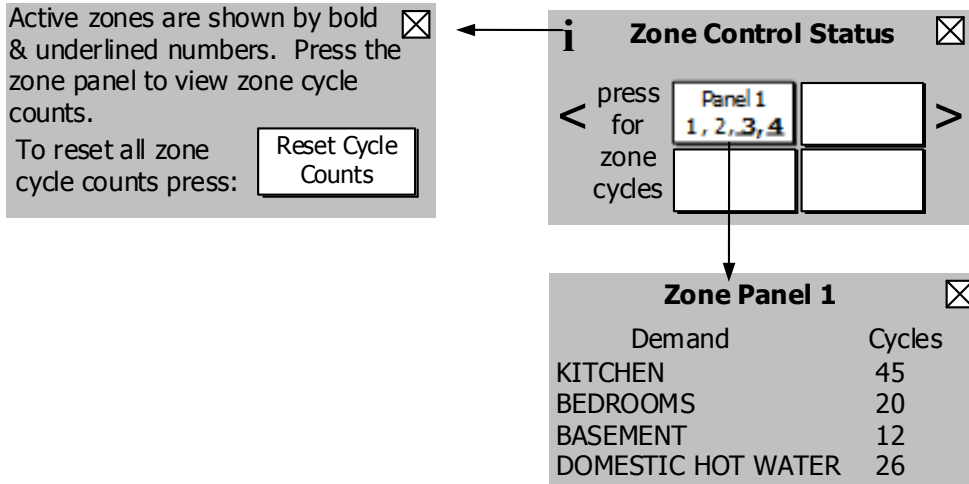 Active zones are shown by bold
& underlined numbers. Press the
zone panel to view zone cycle
counts.
To reset all zone
cycle counts press:
Reset Cycle
Counts
i
Zone Control Status
<
press
for
zone
cycles
Panel 1
1, 2, 3, 4
>
Zone Panel 1
Demand Cycles
KITCHEN 45
BEDROOMS 20
BASEMENT 12
DOMESTIC HOT WATER 26